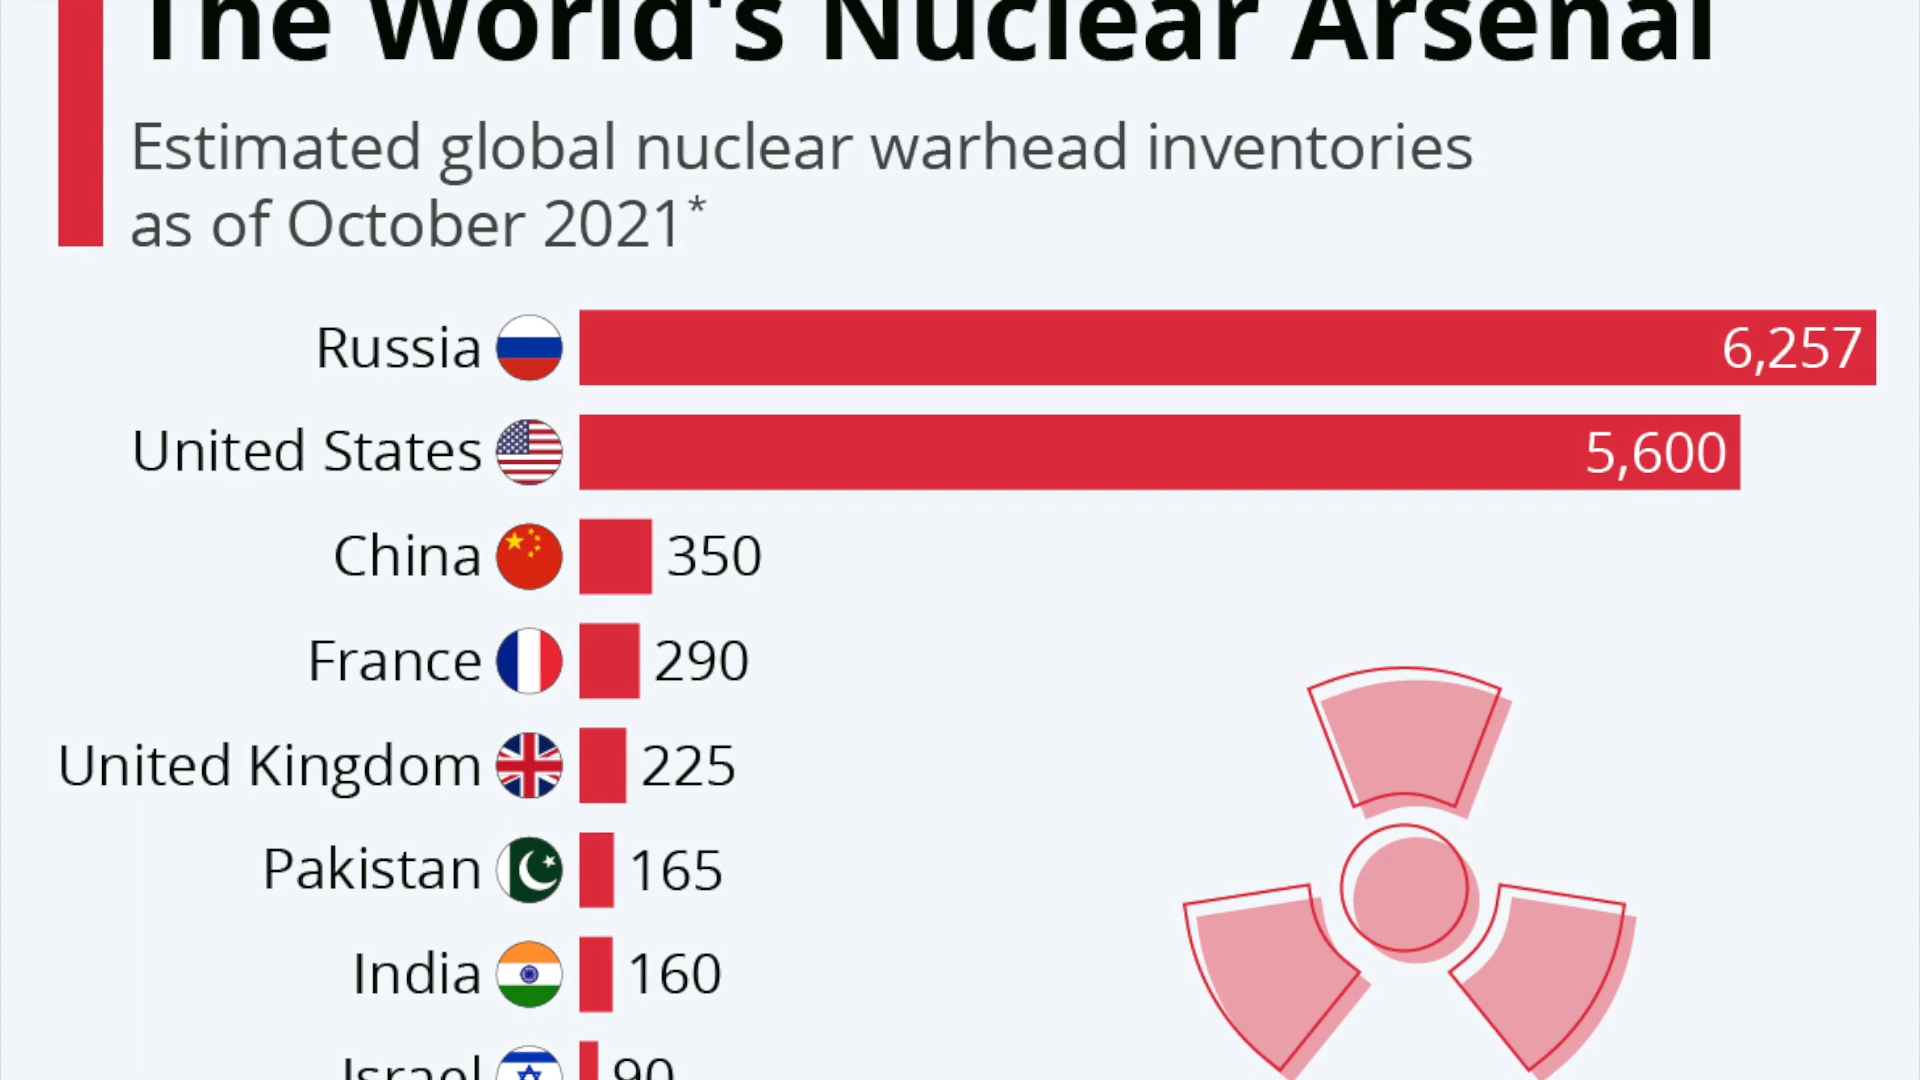 The World's Nuclear Arsenal
Estimated global nuclear warhead inventories
as of October 2021*
Russia 6,257
United States 5,600
China 350
France 290
United Kingdom 225
Pakistan 165
India 160
Israel 90